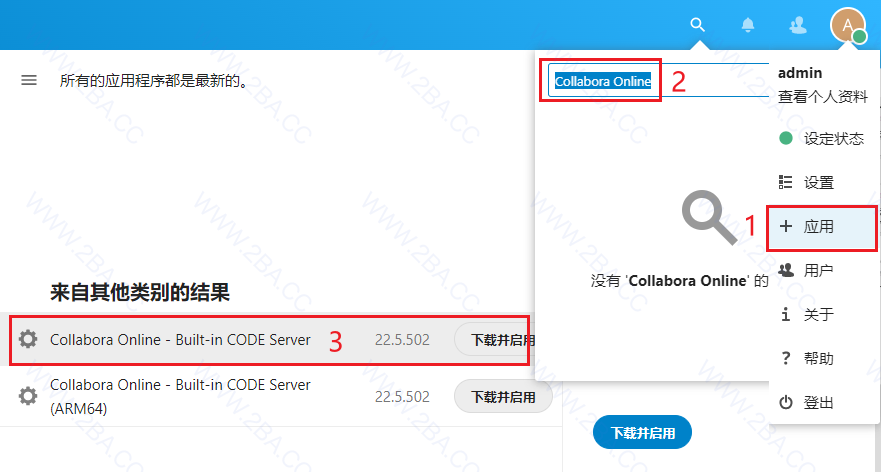 A
所有的应用程序都是最新的。
Collabora Online
2
admin
查看个人资料
设定状态
设置
1
应用
没有 'Collabora Online' 的
用户
来自其他类别的结果
关于
Collabora Online - Built-in CODE Server
3
22.5.502
下载并启用
帮助
Collabora Online - Built-in CODE Server
(ARM64)
22.5.502
下载并启用
登出
下载并启用
WWW.2BA.CC